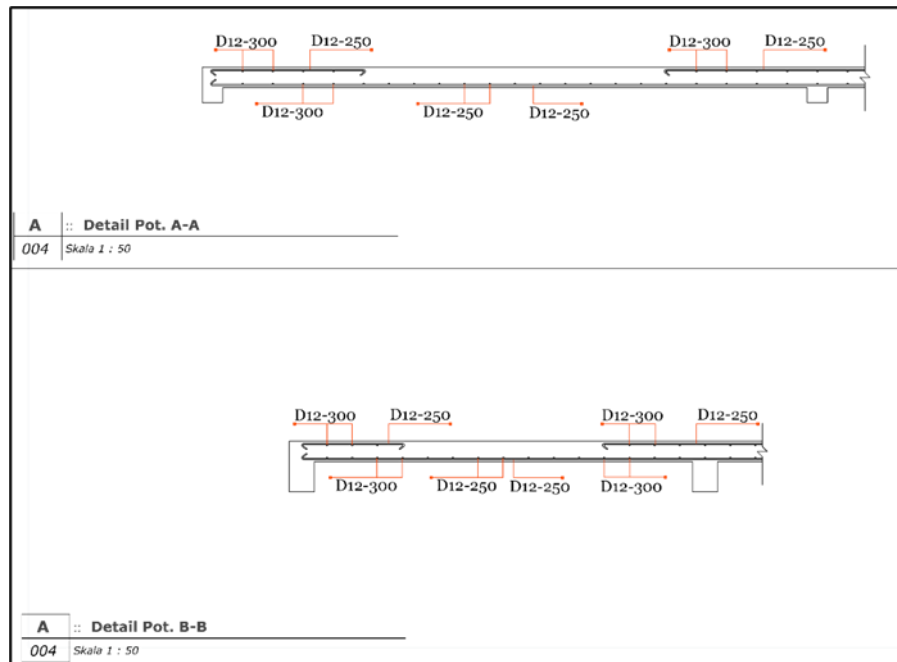 D12-300 D12-250 D12-300 D12-250
D12-300 D12-250 D12-250
A :: Detail Pot. A-A
004 Skala 1 : 50
D12-300 D12-250 D12-300 D12-250
D12-300 D12-250 D12-250 D12-300
A :: Detail Pot. B-B
004 Skala 1 : 50